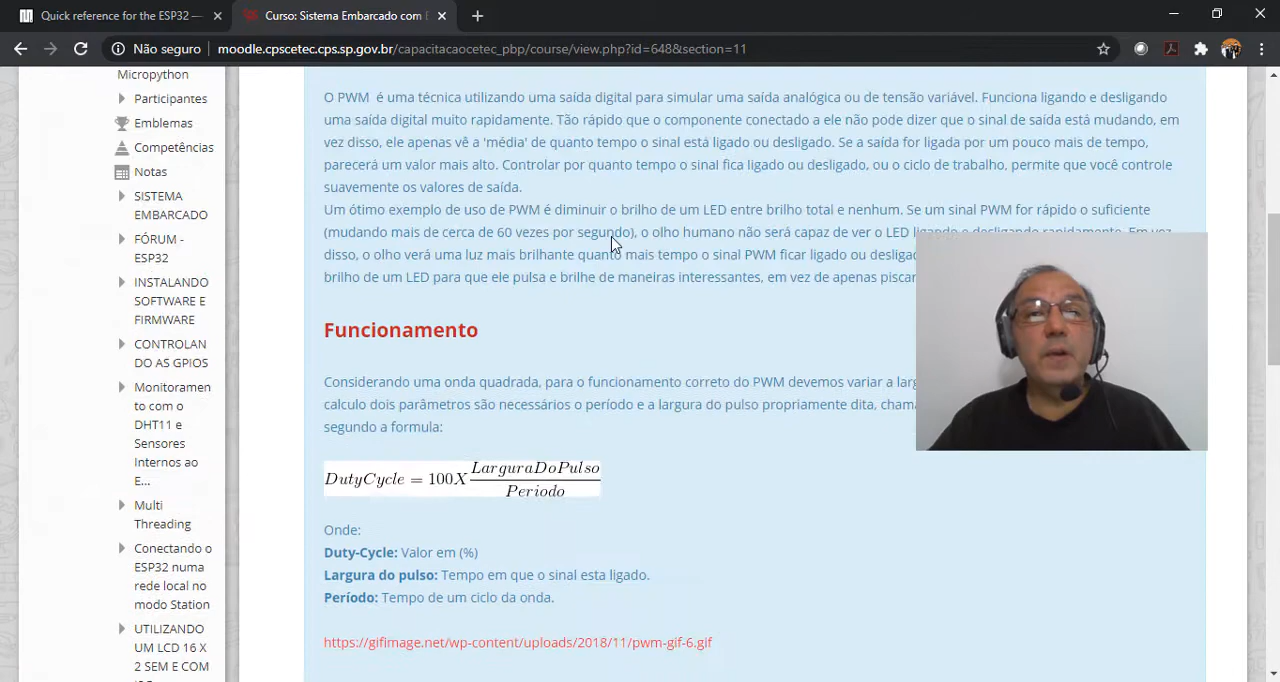 Quick reference for the ESP32 —
Curso: Sistema Embarcado com E
Não seguro
moodle.cpscetec.cps.sp.gov.br/capacitacaocetec_pbp/course/view.php?id=648&section=11
Micropython
Participantes
Emblemas
Competências
Notas
SISTEMA
EMBARCADO
FÓRUM -
ESP32
INSTALANDO
SOFTWARE E
FIRMWARE
CONTROLAN
DO AS GPIOS
Monitoramen
to com o
DHT11 e
Sensores
Internos ao
E...
Multi
Threading
Conectando o
ESP32 numa
rede local no
modo Station
UTILIZANDO
UM LCD 16 X
2 SEM E COM
O PWM é uma técnica utilizando uma saída digital para simular uma saída analógica ou de tensão variável. Funciona ligando e desligando
uma saída digital muito rapidamente. Tão rápido que o componente conectado a ele não pode dizer que o sinal de saída está mudando, em
vez disso, ele apenas vê a 'média' de quanto tempo o sinal está ligado ou desligado. Se a saída for ligada por um pouco mais de tempo,
parecerá um valor mais alto. Controlar por quanto tempo o sinal fica ligado ou desligado, ou o ciclo de trabalho, permite que você controle
suavemente os valores de saída.
Um ótimo exemplo de uso de PWM é diminuir o brilho de um LED entre brilho total e nenhum. Se um sinal PWM for rápido o suficiente
(mudando mais de cerca de 60 vezes por segundo), o olho humano não será capaz de ver o LED ligando e desligando rapidamente. Em vez
disso, o olho verá uma luz mais brilhante quanto mais tempo o sinal PWM ficar ligado ou desliga
brilho de um LED para que ele pulsa e brilhe de maneiras interessantes, em vez de apenas piscar
Funcionamento
Considerando uma onda quadrada, para o funcionamento correto do PWM devemos variar a larg
calculo dois parâmetros são necessários o período e a largura do pulso propriamente dita, cham
segundo a formula:
DutyCycle = 100X LarguraDoPulso
Periodo
Onde:
Duty-Cycle: Valor em (%)
Largura do pulso: Tempo em que o sinal esta ligado.
Período: Tempo de um ciclo da onda.
https://gifimage.net/wp-content/uploads/2018/11/pwm-gif-6.gif